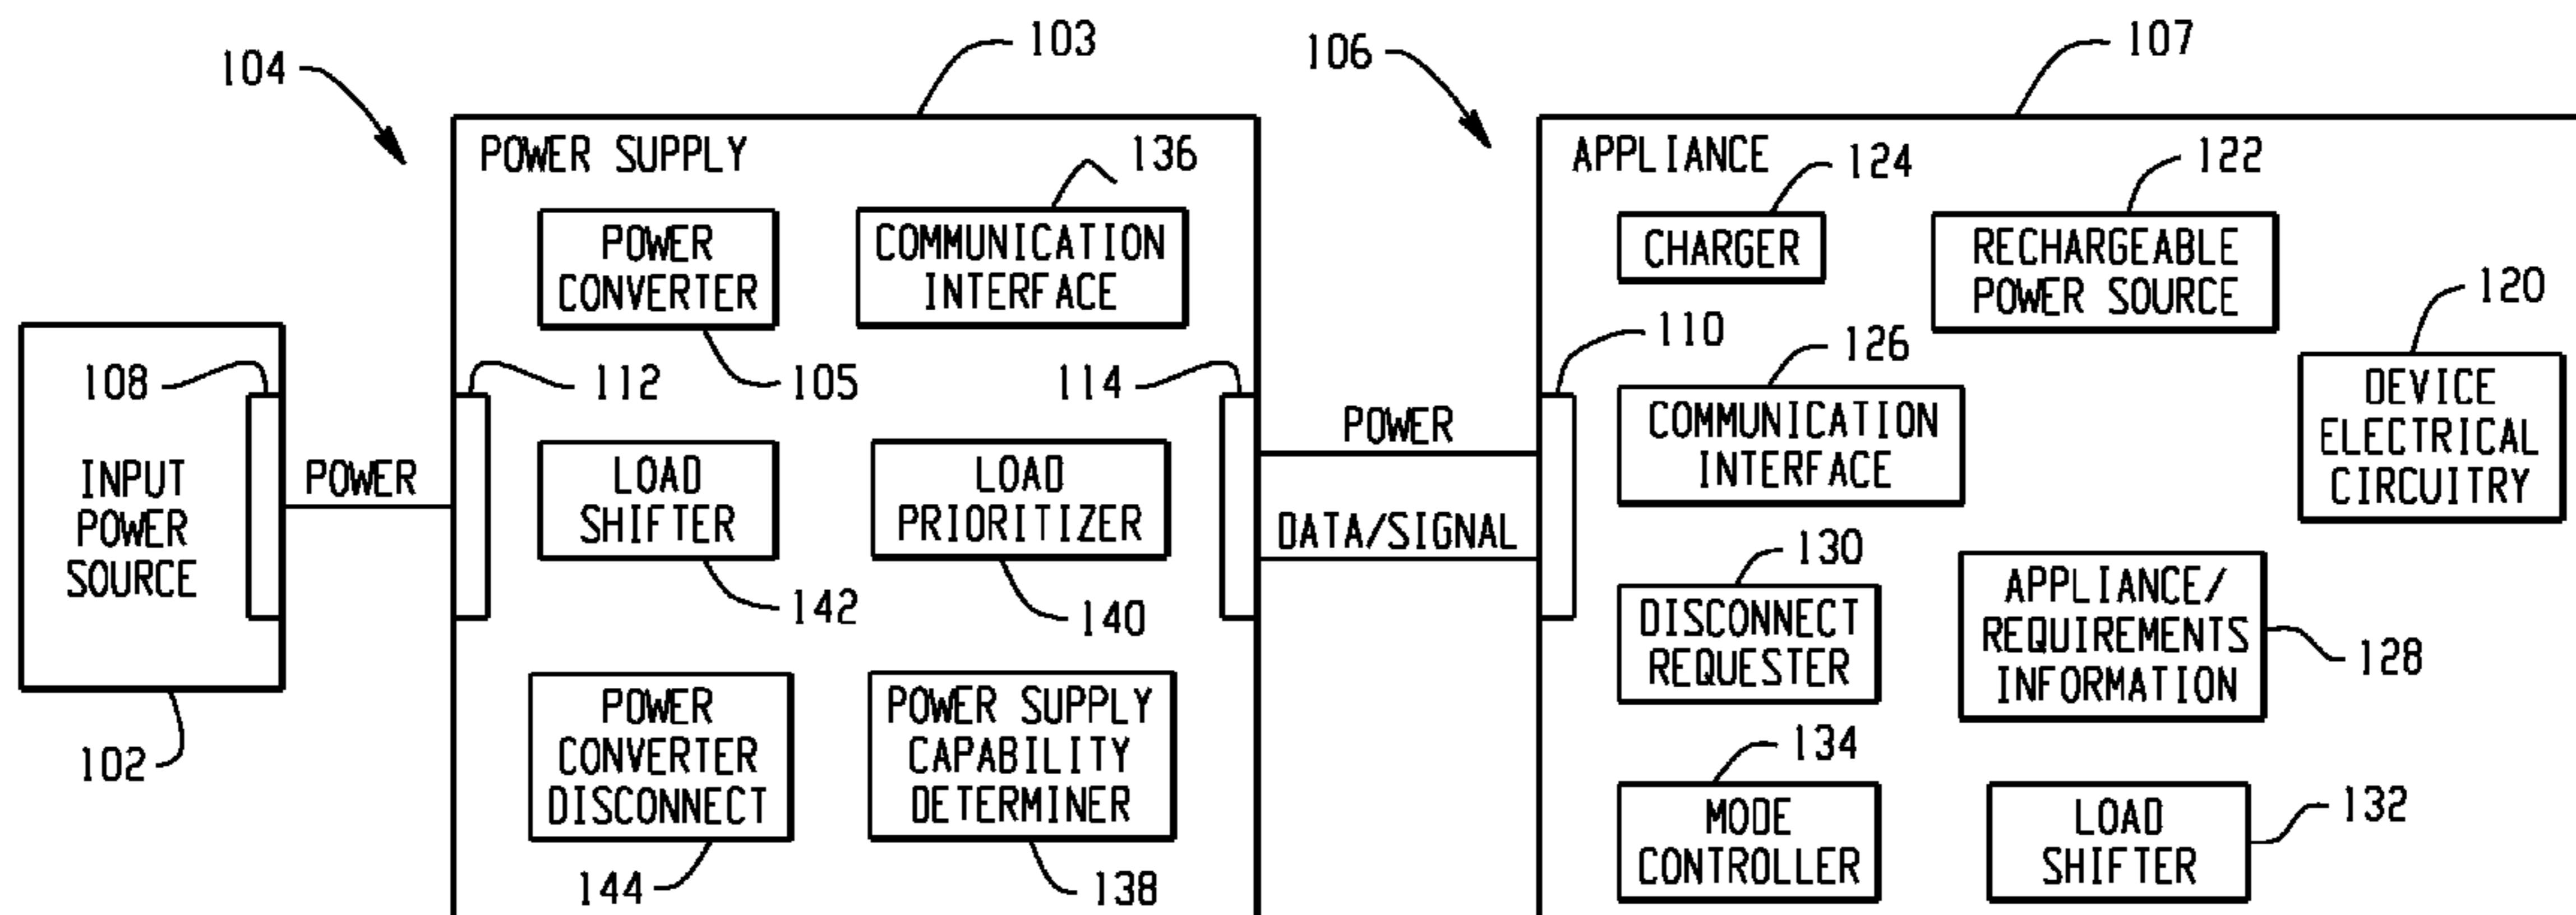 104
103
106
107
POWER SUPPLY
136
POWER
CONVERTER
105
COMMUNICATION
INTERFACE
108
INPUT
POWER
SOURCE
102
POWER
112
114
LOAD
SHIFTER
142
LOAD
PRIORITIZER
140
POWER
CONVERTER
DISCONNECT
144
POWER SUPPLY
CAPABILITY
DETERMINER
138
POWER
DATA/SIGNAL
APPLIANCE
124
CHARGER
122
RECHARGEABLE
POWER SOURCE
110
126
COMMUNICATION
INTERFACE
120
DEVICE
ELECTRICAL
CIRCUITRY
130
DISCONNECT
REQUESTER
APPLIANCE/
REQUIREMENTS
INFORMATION
128
134
MODE
CONTROLLER
LOAD
SHIFTER
132